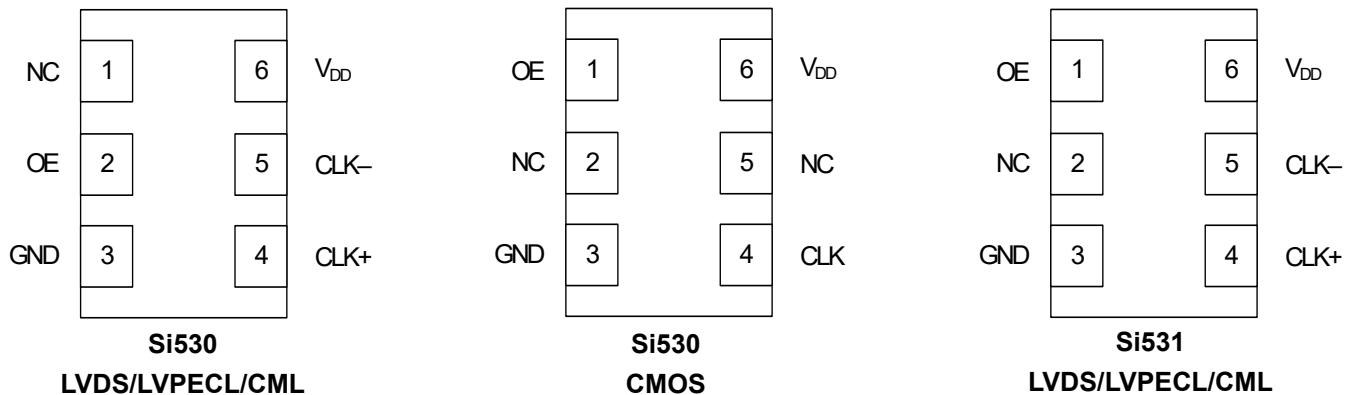 NC 1 6 VDD
OE 2 5 CLK–
GND 3 4 CLK+
Si530
LVDS/LVPECL/CML
OE 1 6 VDD
NC 2 5 NC
GND 3 4 CLK
Si530
CMOS
OE 1 6 VDD
NC 2 5 CLK–
GND 3 4 CLK+
Si531
LVDS/LVPECL/CML